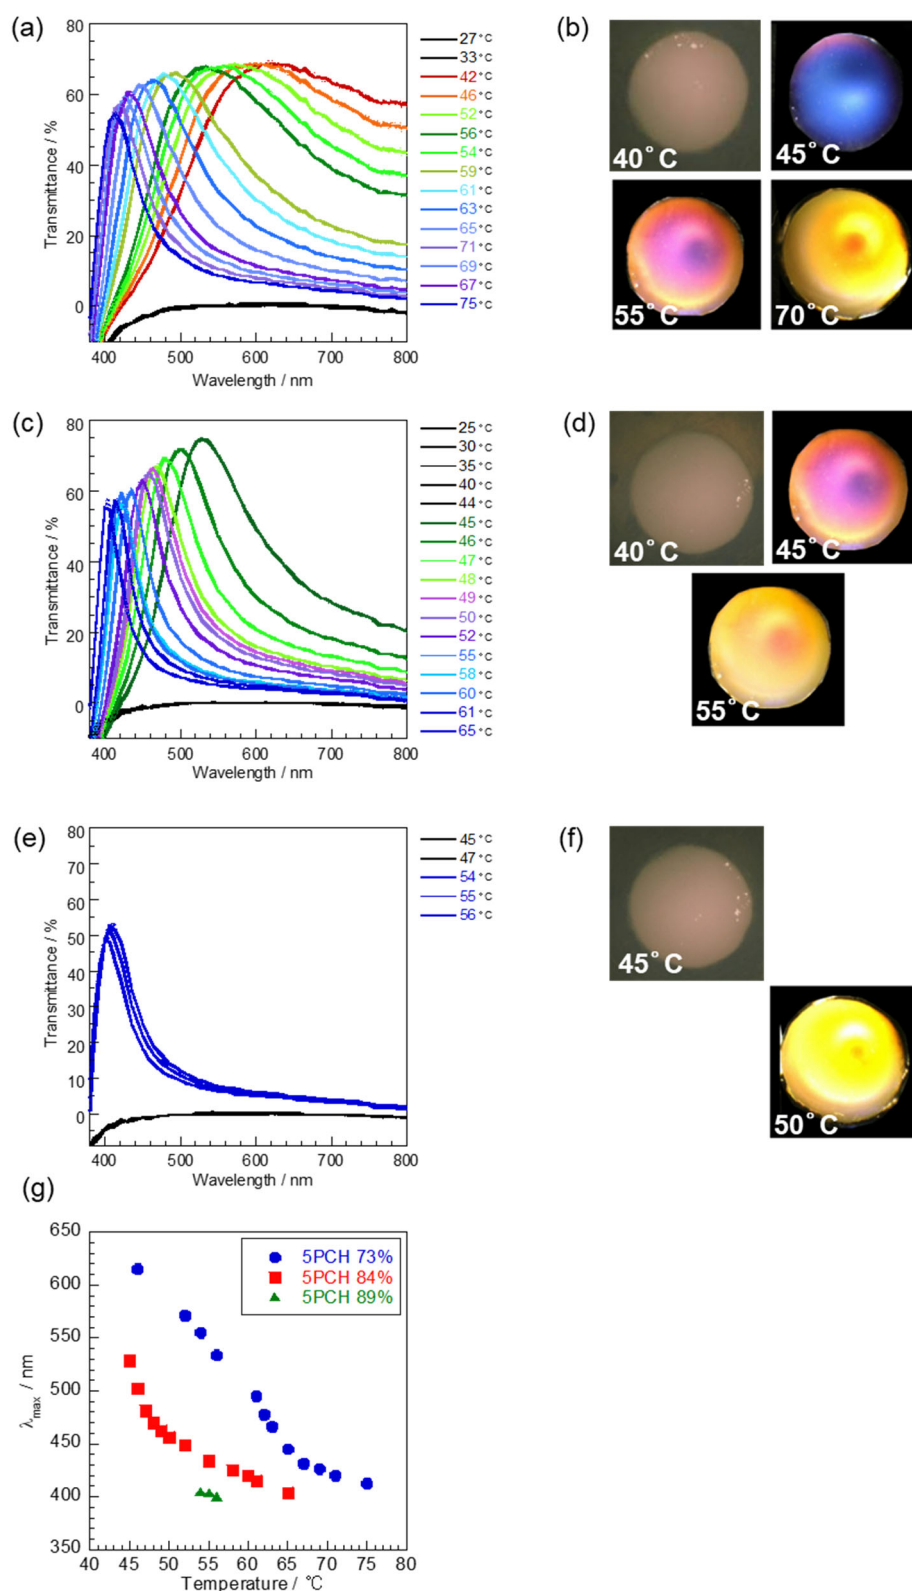 (a)
80
60
40
20
0
Transmittance / %
400 500 600 700 800
Wavelength / nm
27°C
33°C
42°C
46°C
52°C
56°C
54°C
59°C
61°C
63°C
65°C
71°C
69°C
67°C
75°C
(b)
40°C
45°C
55°C
70°C
(c)
80
60
40
20
0
Transmittance / %
400 500 600 700 800
Wavelength / nm
25°C
30°C
35°C
40°C
44°C
45°C
46°C
47°C
48°C
49°C
50°C
52°C
55°C
58°C
60°C
61°C
65°C
(d)
40°C
45°C
55°C
(e)
80
70
60
50
40
30
20
10
0
Transmittance / %
400 500 600 700 800
Wavelength / nm
45°C
47°C
54°C
55°C
56°C
(f)
45°C
50°C
(g)
650
600
550
500
450
400
350
λmax / nm
5PCH 73%
5PCH 84%
5PCH 89%
40 45 50 55 60 65 70 75 80
Temperature / °C